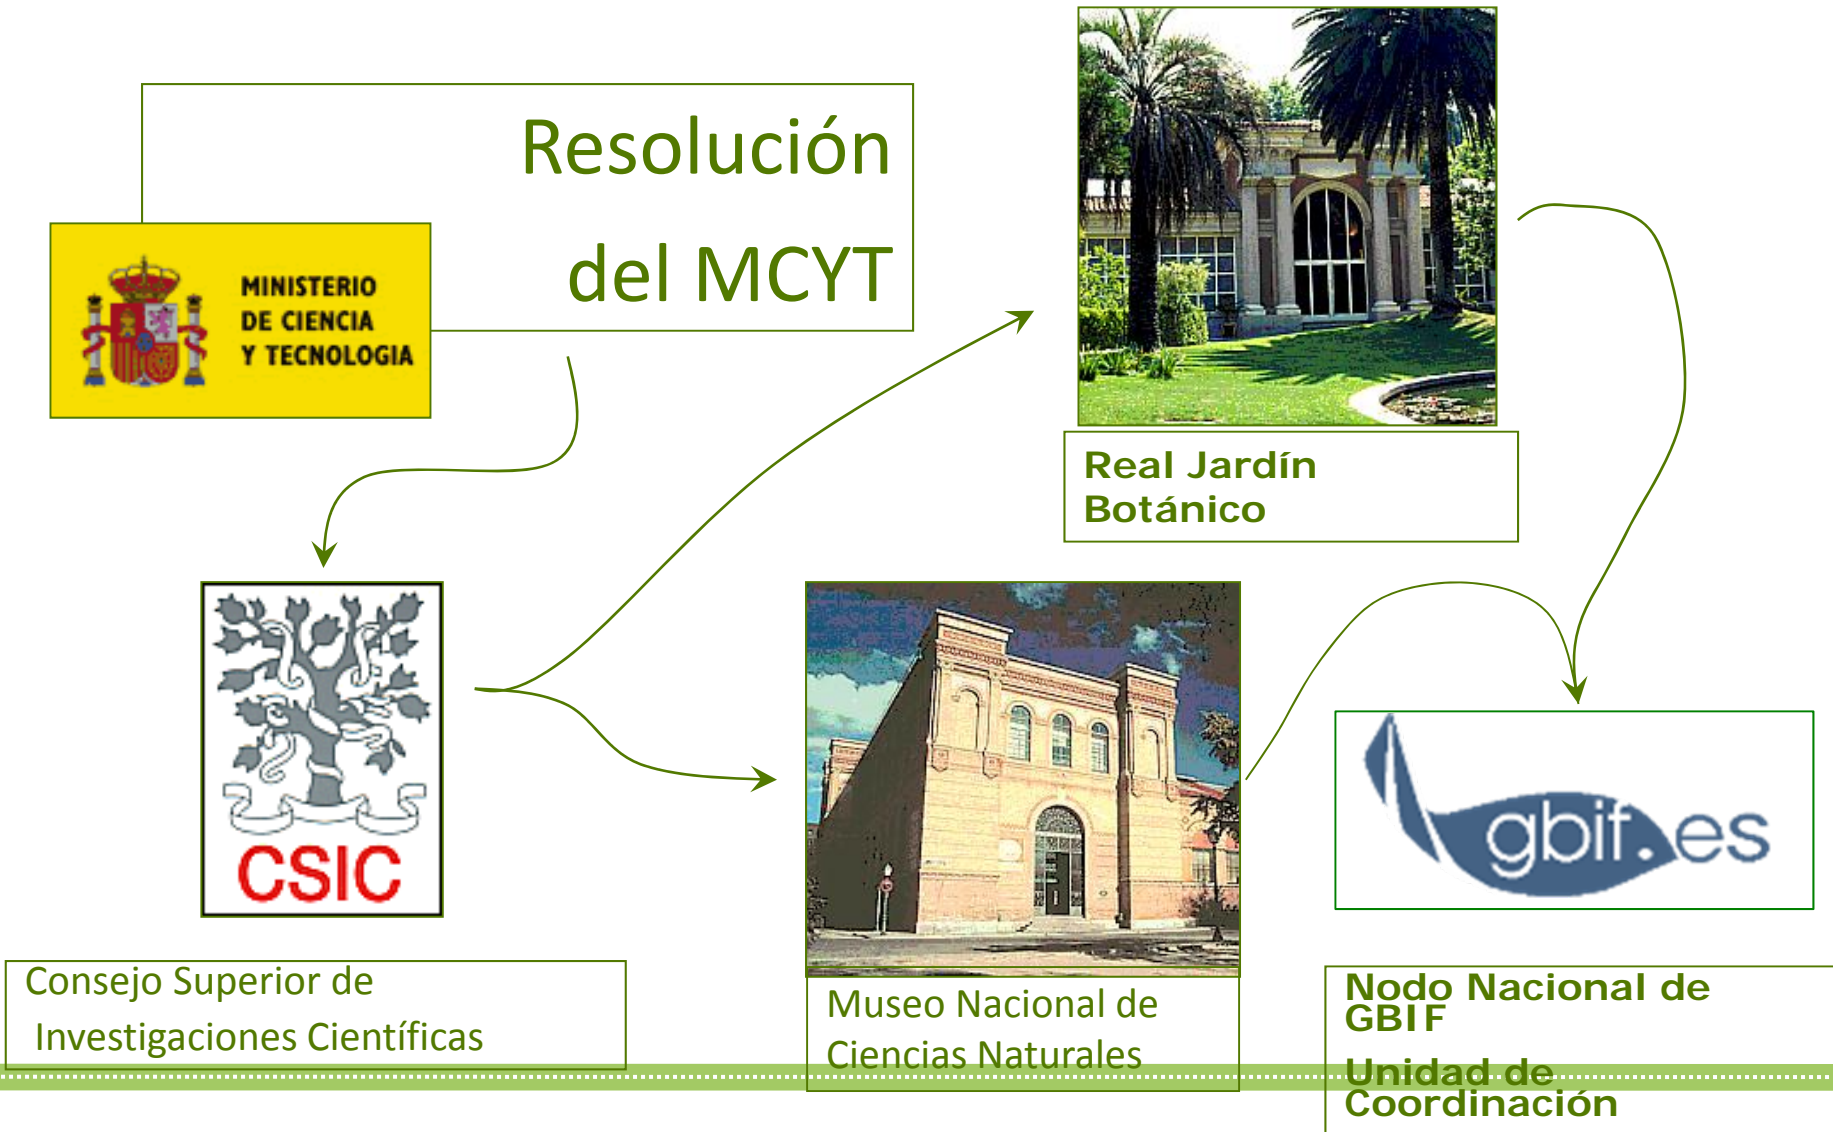 Resolución
del MCYT
MINISTERIO
DE CIENCIA
Y TECNOLOGIA
Real Jardín
Botánico
CSIC
Consejo Superior de
Investigaciones Científicas
Museo Nacional de
Ciencias Naturales
gbif.es
Nodo Nacional de
GBIF
Unidad de
Coordinación